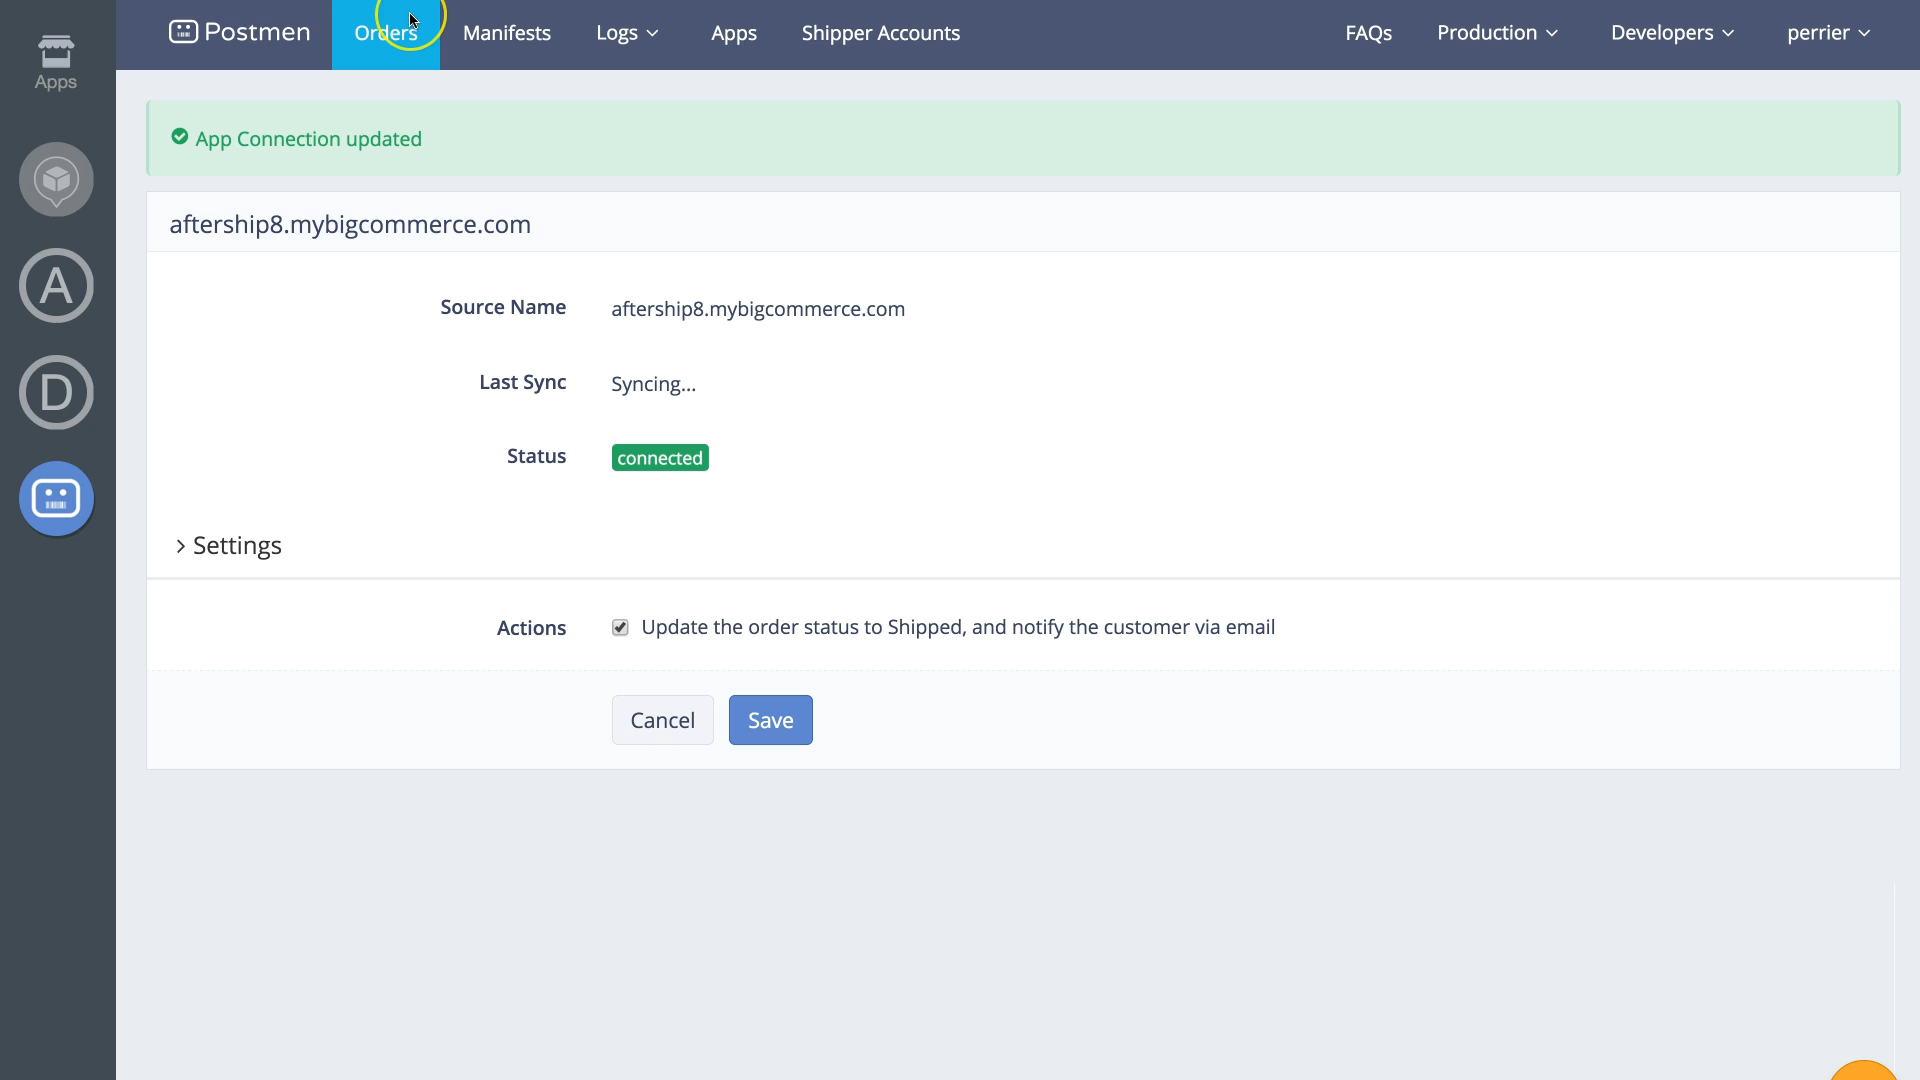 Apps
A
D
Postmen Orders Manifests Logs Apps Shipper Accounts FAQs Production Developers perrier
App Connection updated
aftership8.mybigcommerce.com
Source Name aftership8.mybigcommerce.com
Last Sync Syncing...
Status connected
> Settings
Actions Update the order status to Shipped, and notify the customer via email
Cancel Save